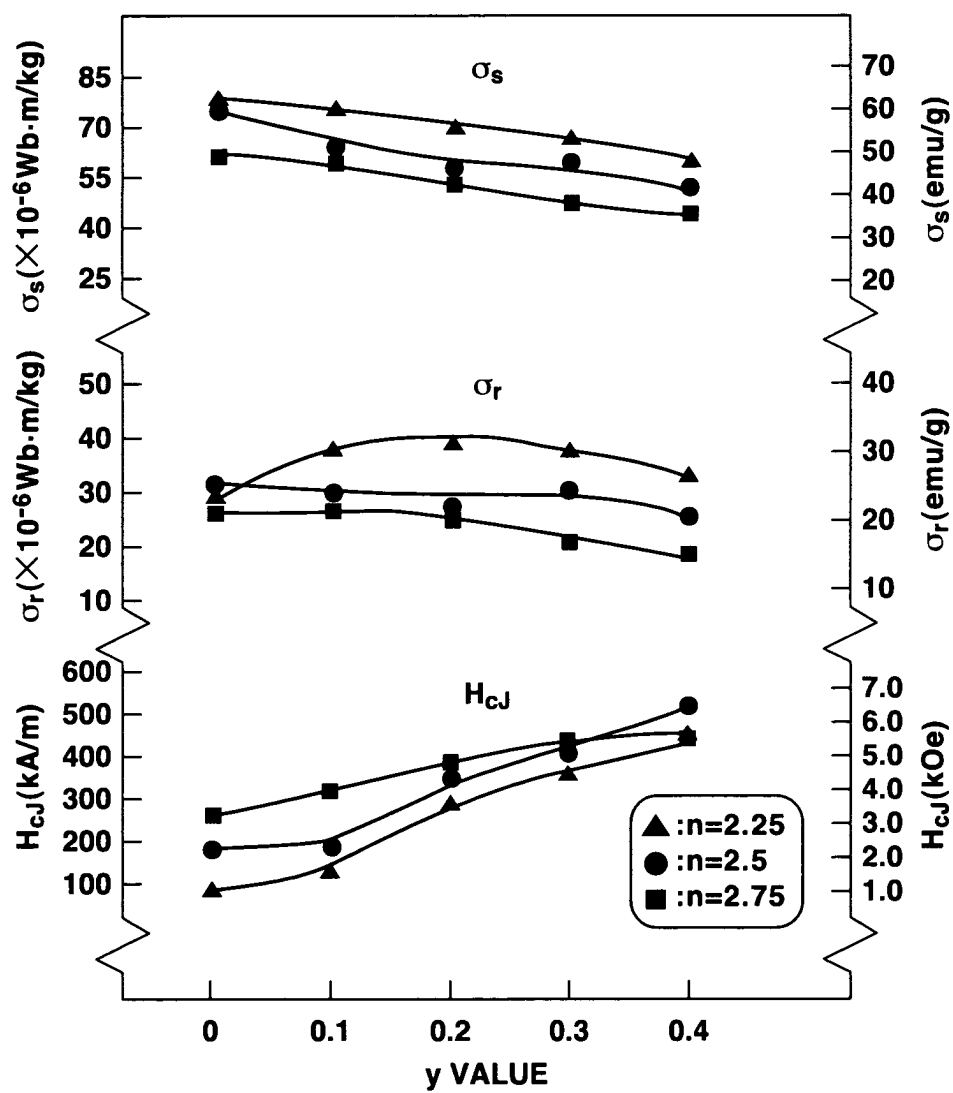 σs
σs(×10⁻⁶Wb·m/kg)
85
70
55
40
25
70
60
50
40
30
20
σs(emu/g)
σr
σr(×10⁻⁶Wb·m/kg)
50
40
30
20
10
40
30
20
10
σr(emu/g)
HcJ
HcJ(kA/m)
600
500
400
300
200
100
7.0
6.0
5.0
4.0
3.0
2.0
1.0
HcJ(kOe)
:n=2.25
:n=2.5
:n=2.75
0 0.1 0.2 0.3 0.4
y VALUE